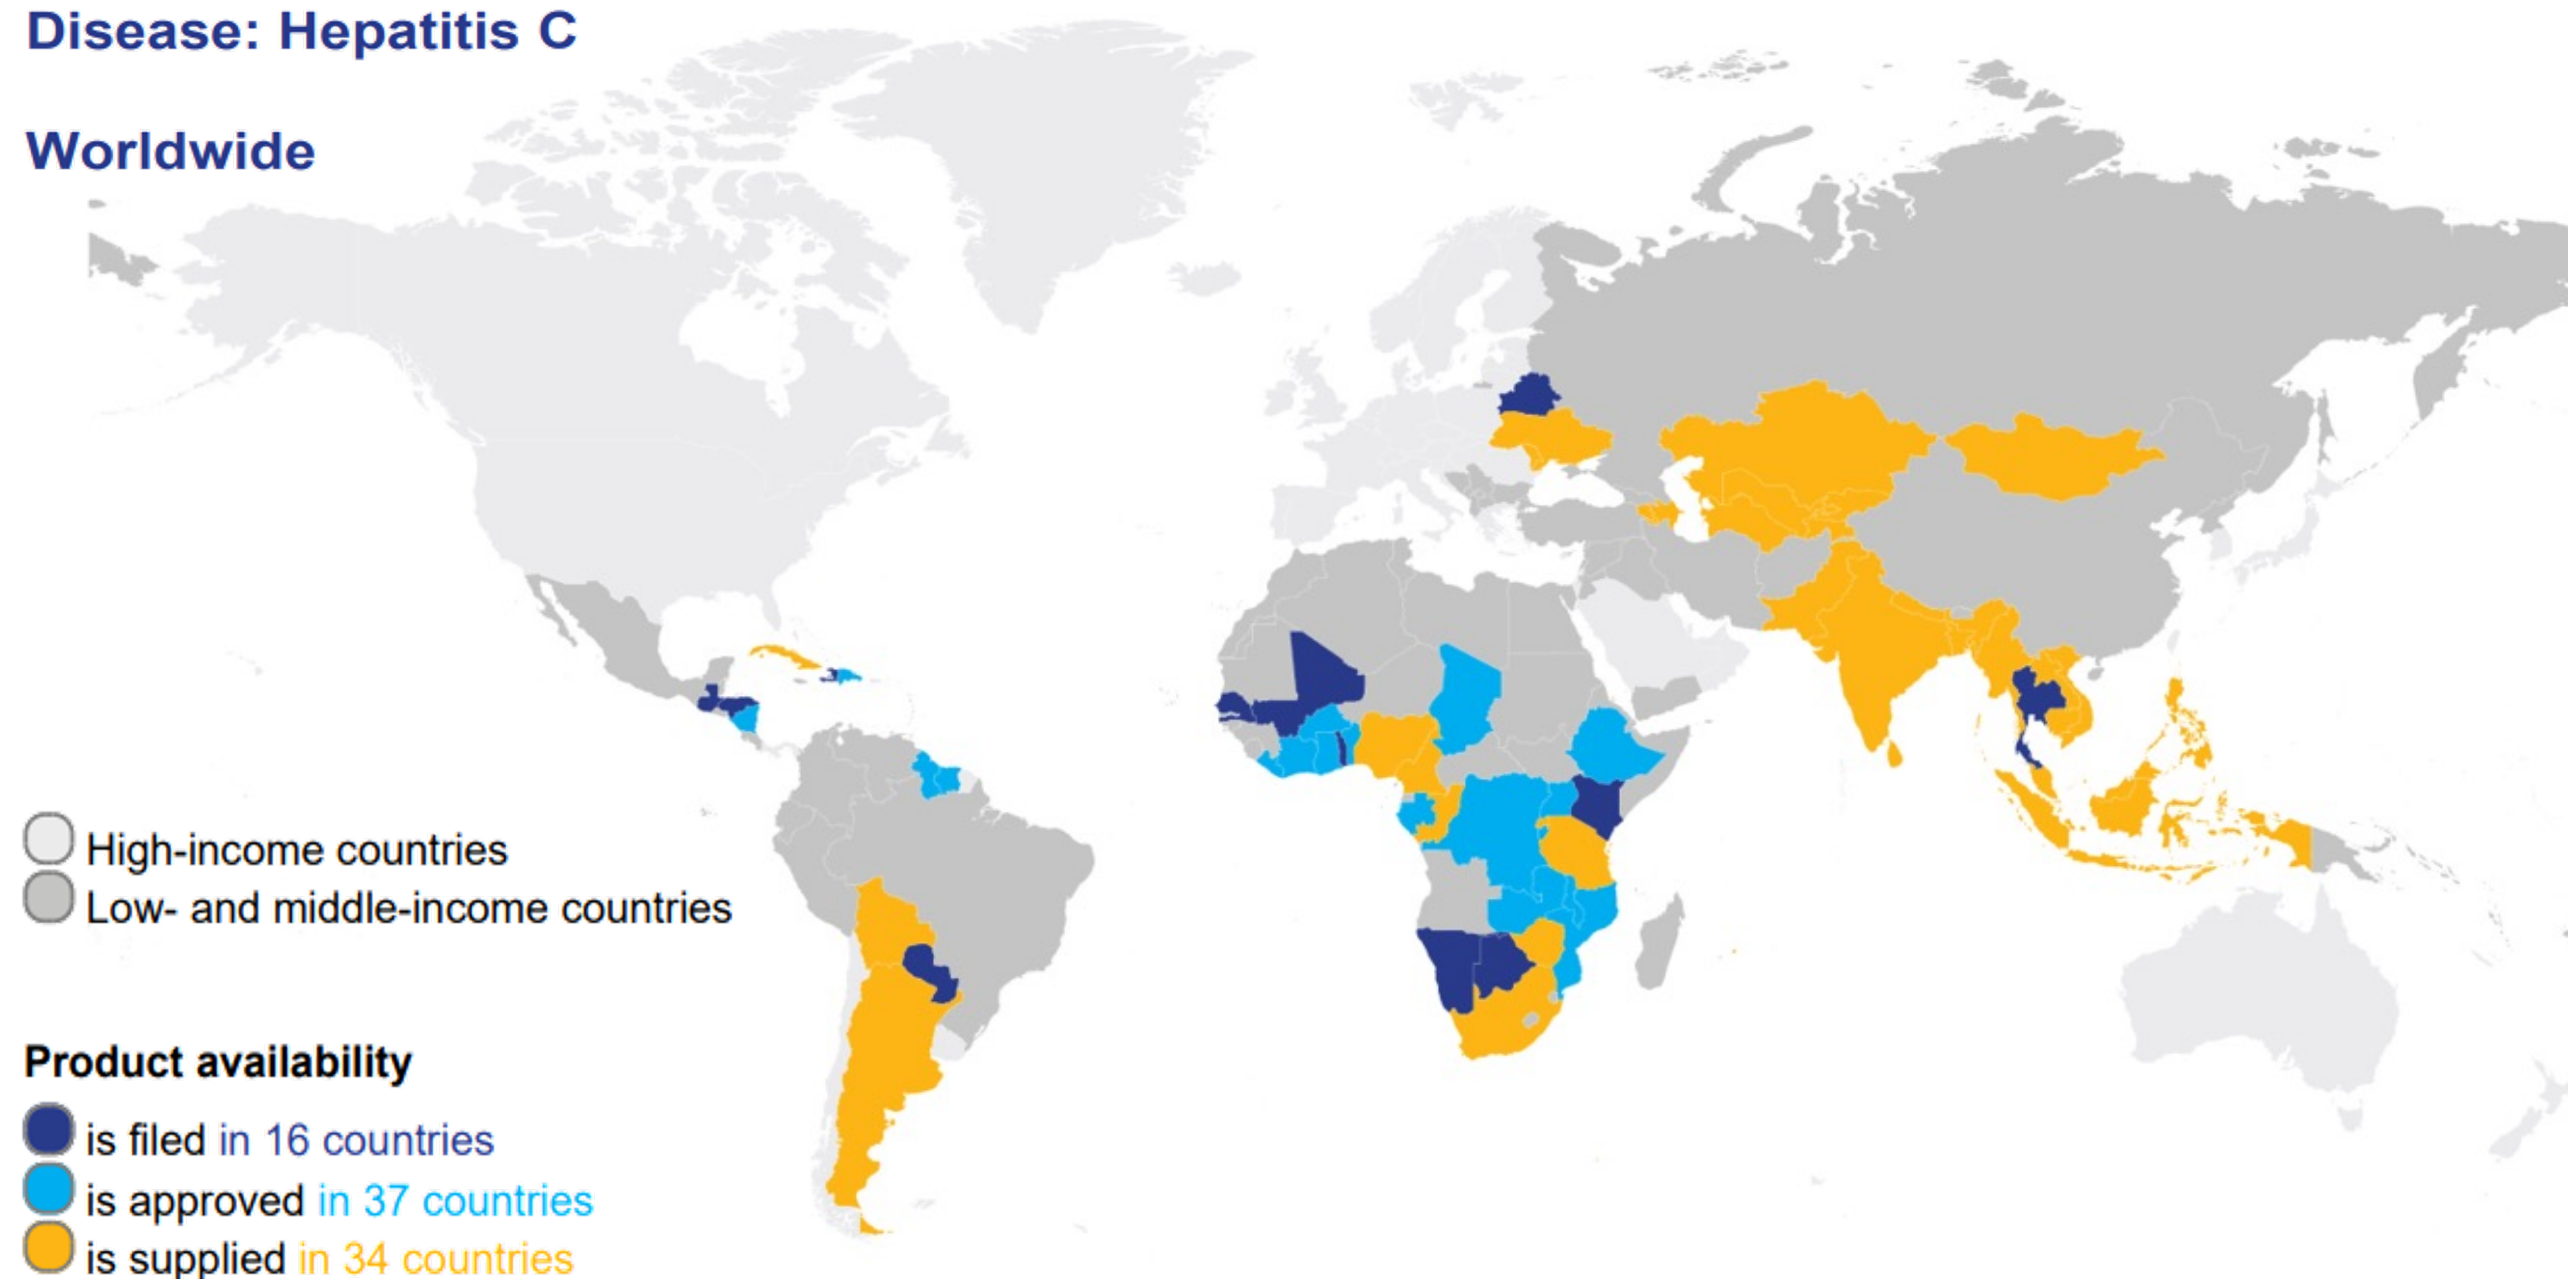 Disease: Hepatitis C
Worldwide
High-income countries
Low- and middle-income countries
Product availability
is filed in 16 countries
is approved in 37 countries
is supplied in 34 countries